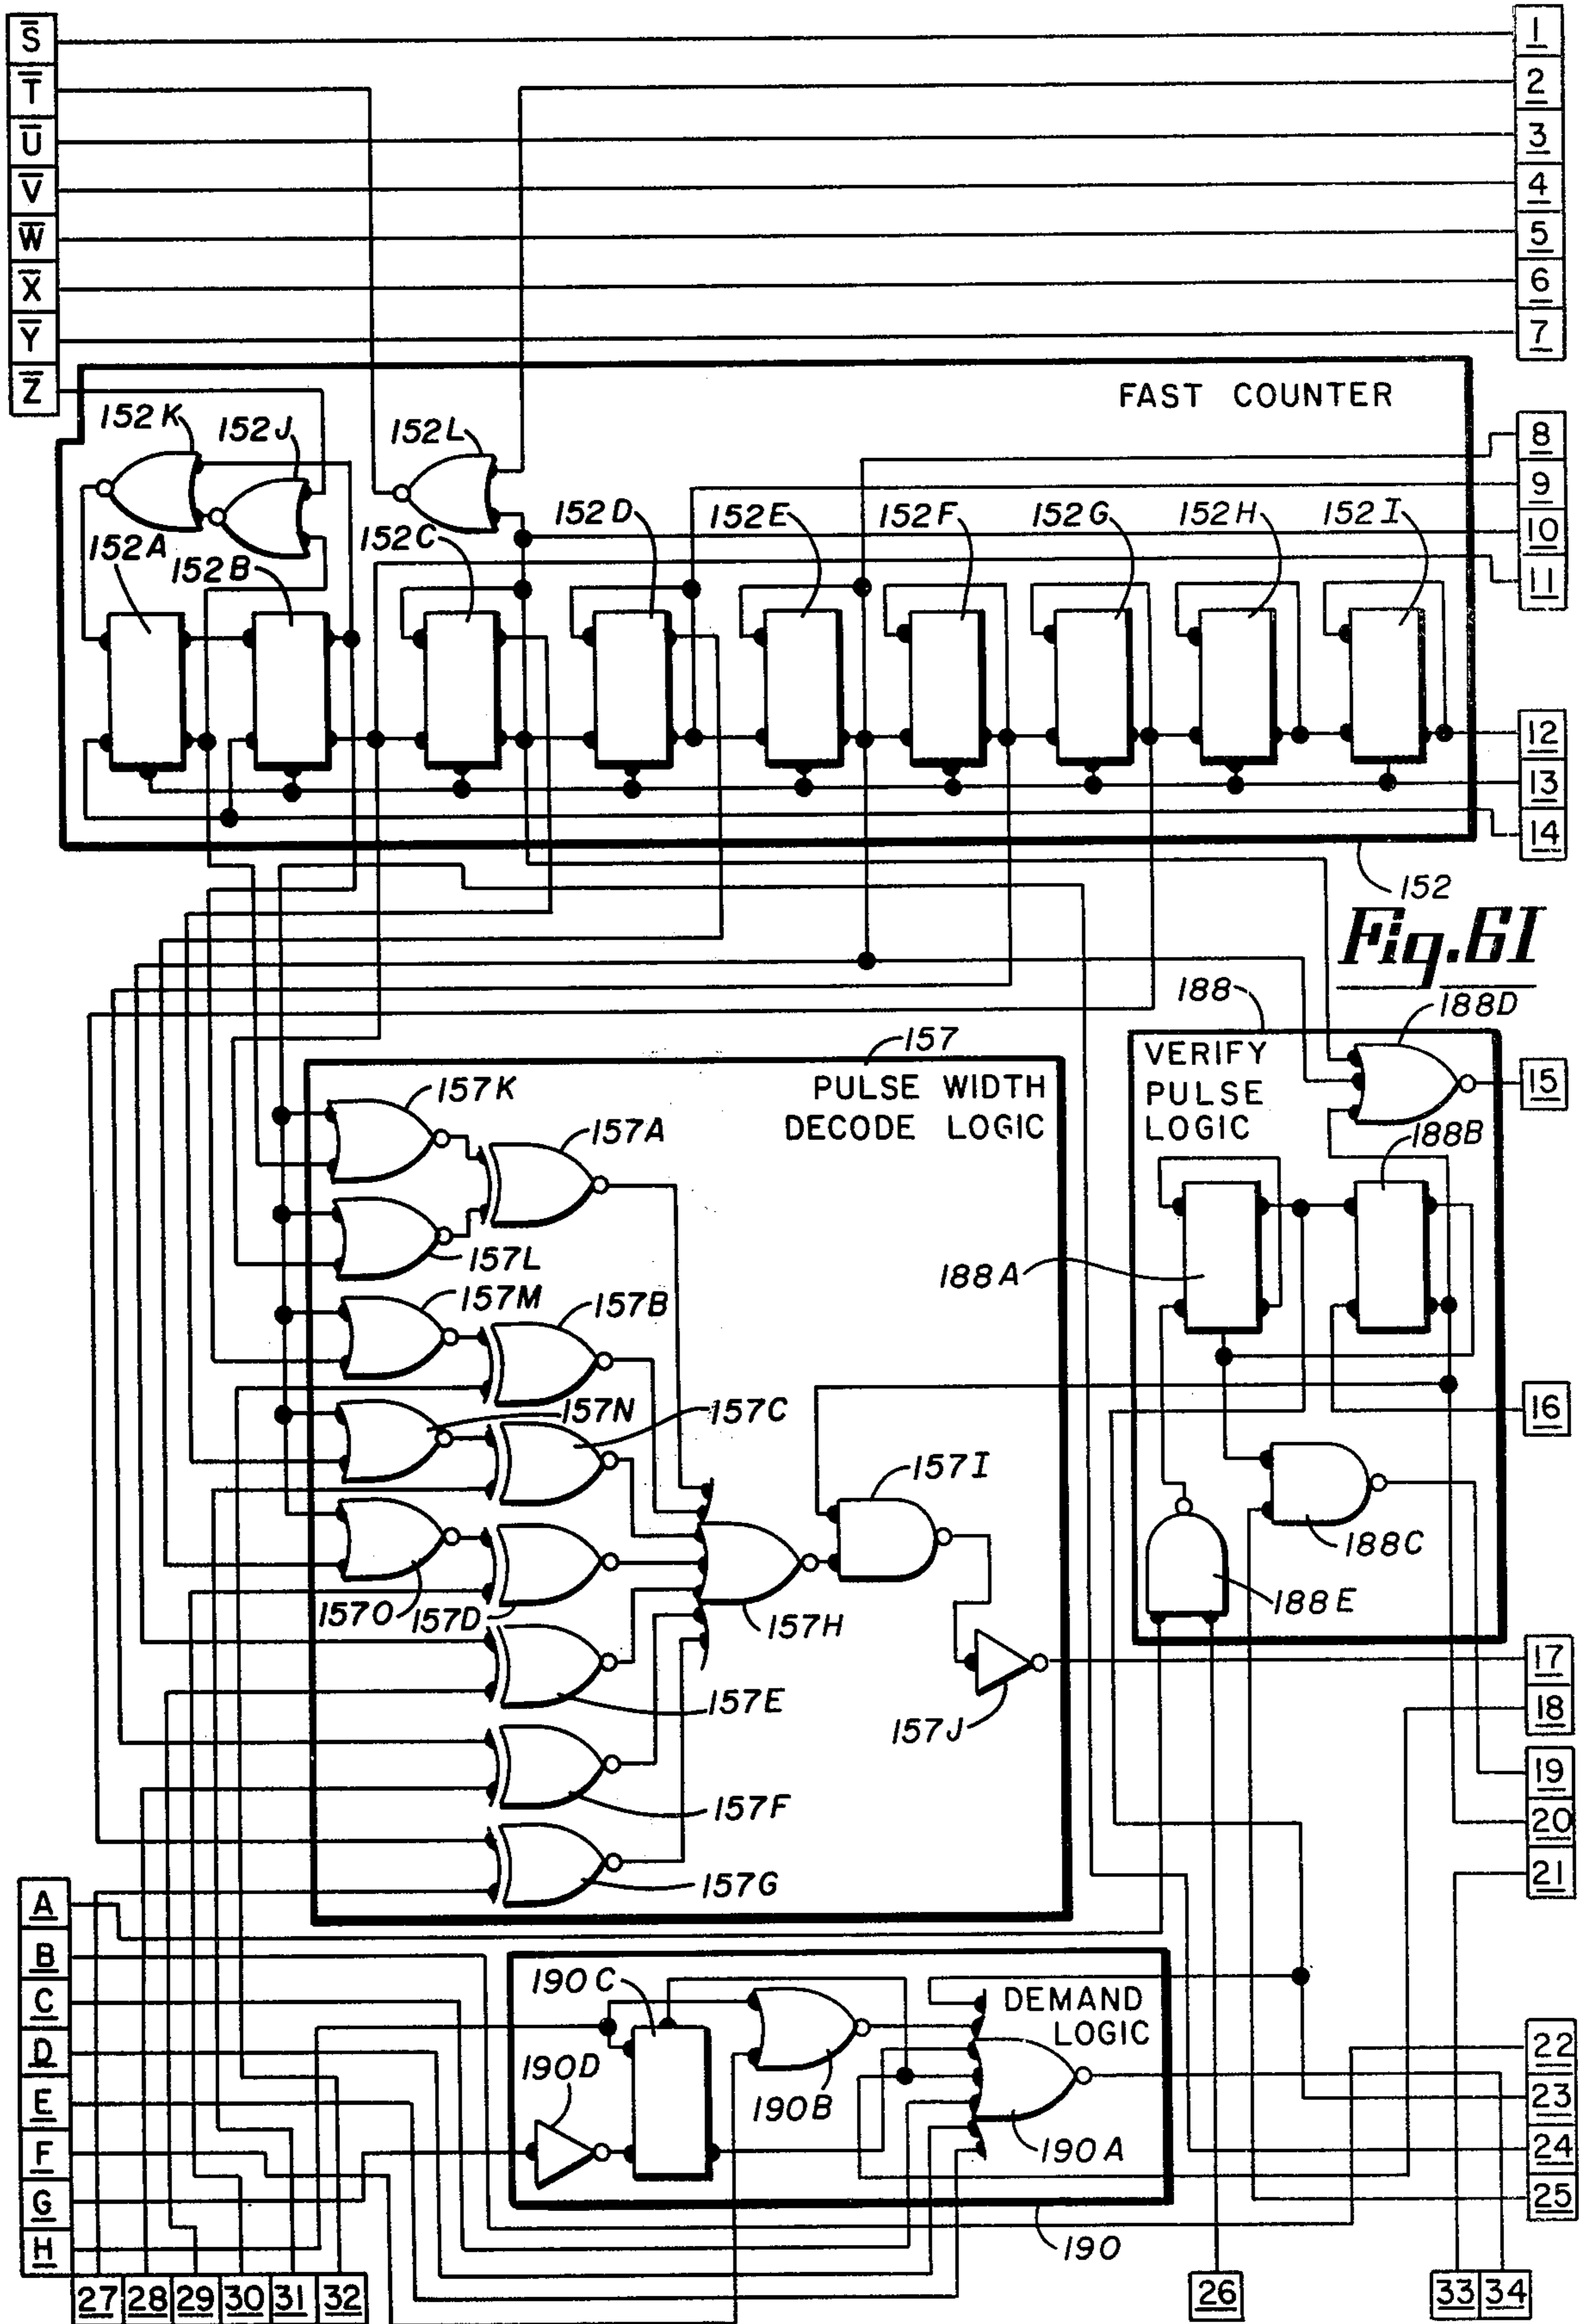 S̅ 1
T̅ 2
U̅ 3
V̅ 4
W̅ 5
X̅ 6
Y̅ 7
Z̅
FAST COUNTER
152K 152J 152L 8
9
152A 152B 152C 152D 152E 152F 152G 152H 152I 10
11
12
13
14
152
Fig. 6I
188 188D
157
PULSE WIDTH
DECODE LOGIC
VERIFY
PULSE
LOGIC
15
157K 157A 188B
157L 188A
157M 157B
157N 157C 16
157I
188C
157O 157D 157H 188E
157E 157J 17
18
157F 19
20
157G 21
A
B
C
D
E
F
G
H
190C DEMAND
LOGIC
190D 190B 190A
22
23
24
25
190
27 28 29 30 31 32 26 33 34